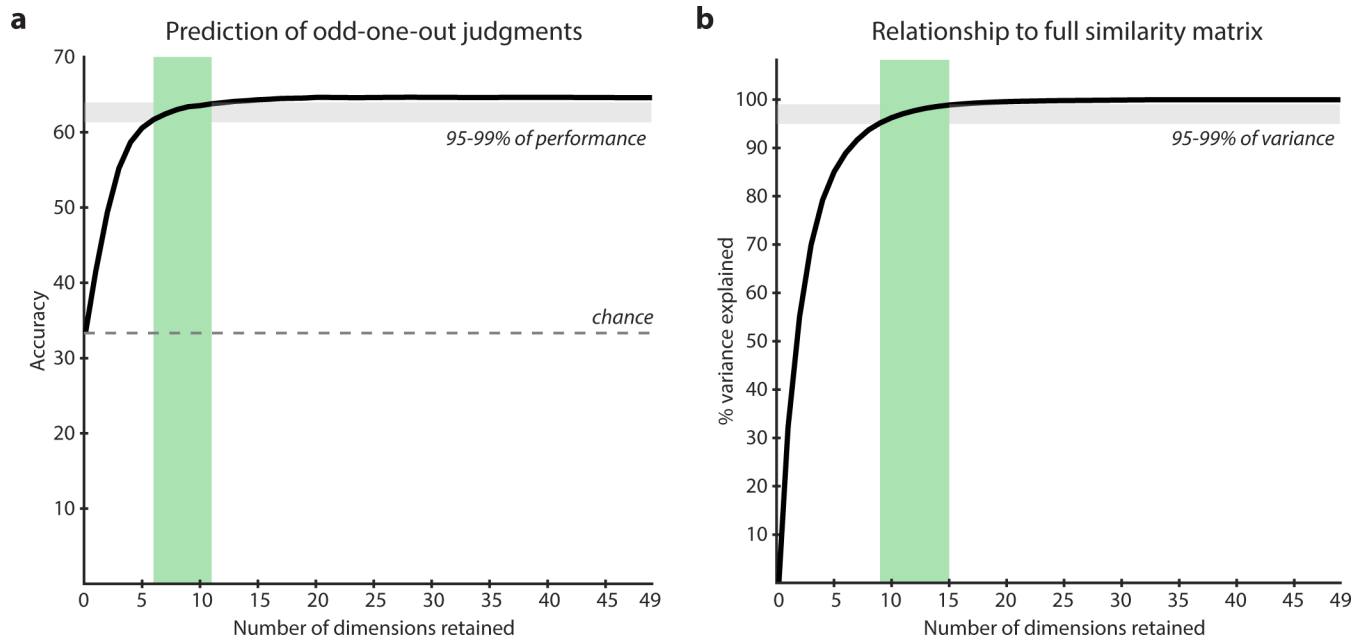 a
Prediction of odd-one-out judgments
70
60
50
40
30
20
10
Accuracy
95-99% of performance
chance
0 5 10 15 20 25 30 35 40 45 49
Number of dimensions retained
b
Relationship to full similarity matrix
100
90
80
70
60
50
40
30
20
10
% variance explained
95-99% of variance
0 5 10 15 20 25 30 35 40 45 49
Number of dimensions retained